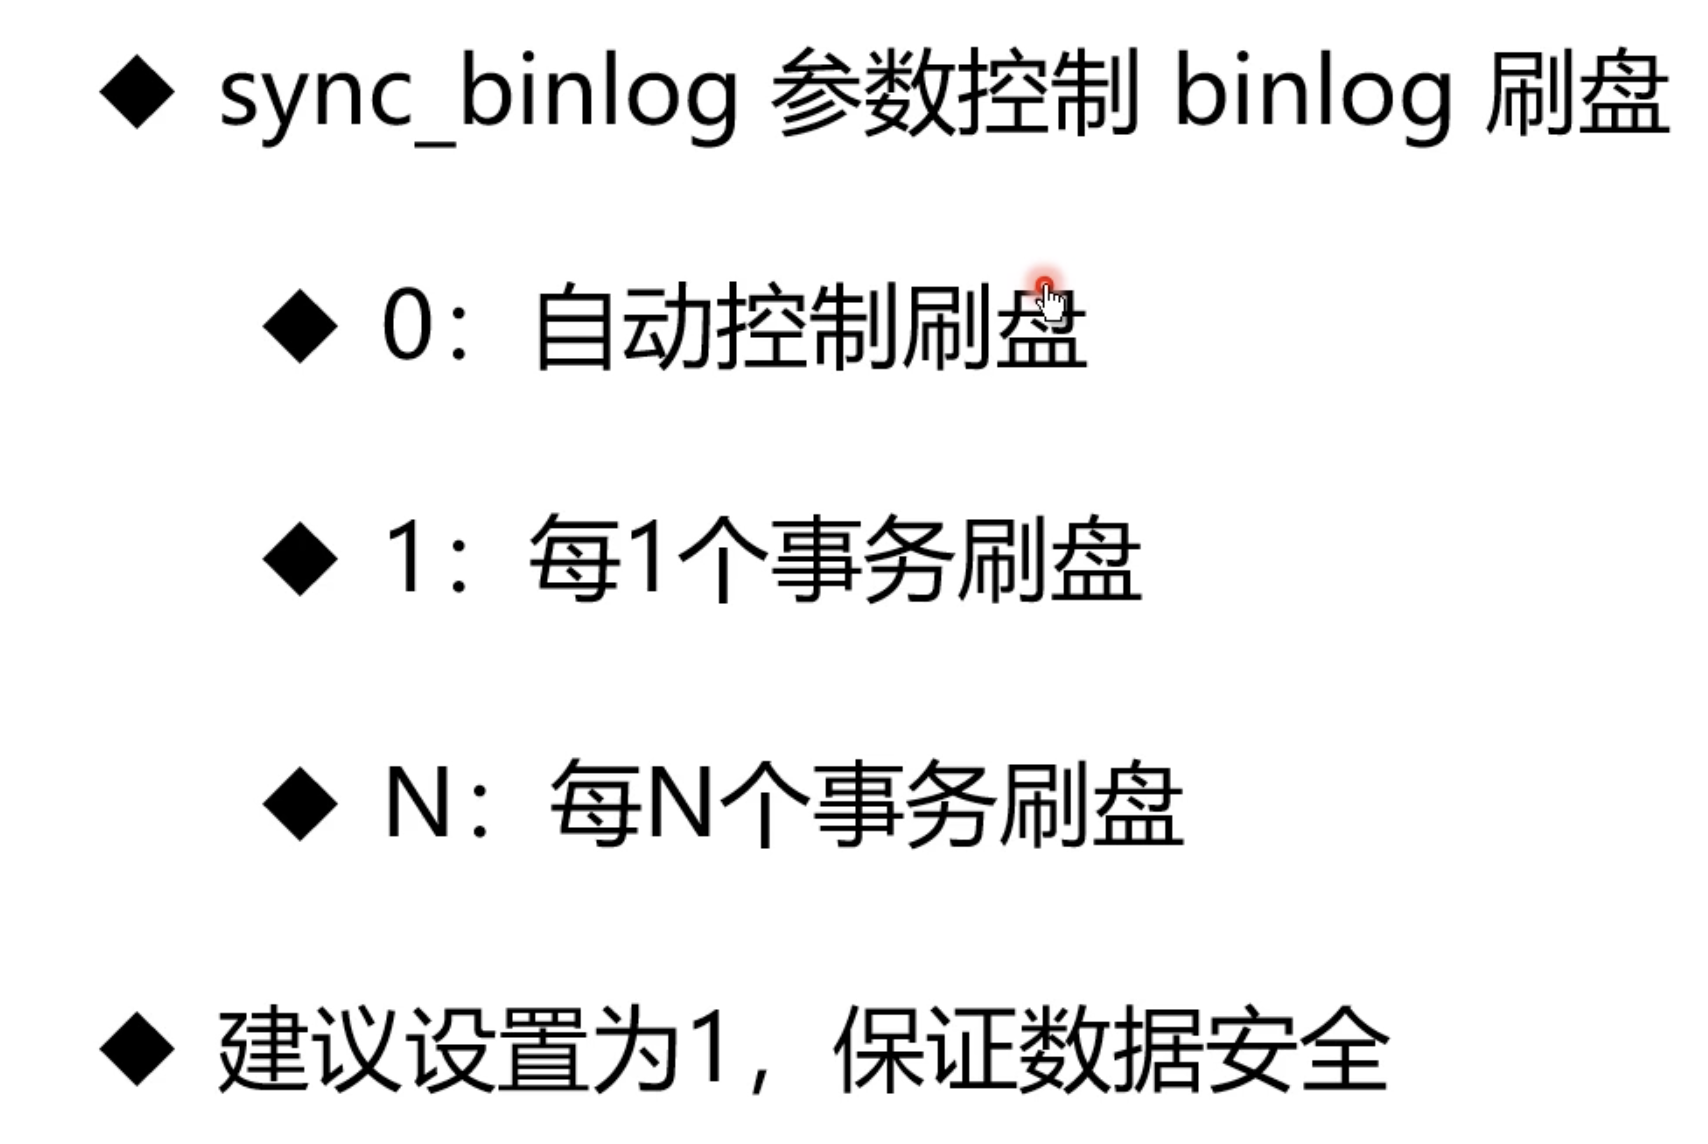 ◆ sync_binlog 参数控制 binlog 刷盘
◆ 0：自动控制刷盘
◆ 1：每1个事务刷盘
◆ N：每N个事务刷盘
◆ 建议设置为1，保证数据安全